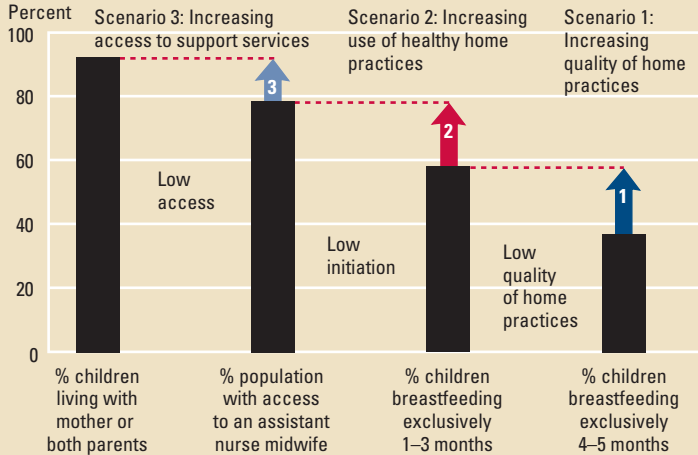 Percent
Scenario 3: Increasing
access to support services
Scenario 2: Increasing
use of healthy home
practices
Scenario 1:
Increasing
quality of home
practices
100
80
60
40
20
0
3
2
1
Low
access
Low
initiation
Low
quality
of home
practices
% children
living with
mother or
both parents
% population
with access
to an assistant
nurse midwife
% children
breastfeeding
exclusively
1–3 months
% children
breastfeeding
exclusively
4–5 months